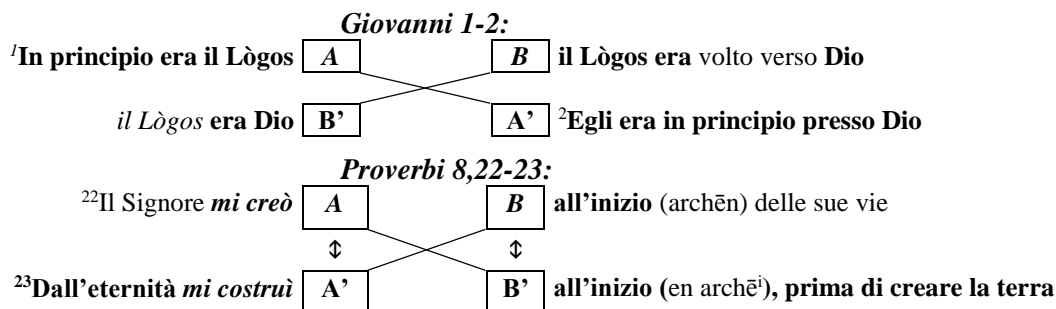 Giovanni 1-2:
¹In principio era il Lògos A B il Lògos era volto verso Dio
il Lògos era Dio B’ A’ ²Egli era in principio presso Dio
Proverbi 8,22-23:
²²Il Signore mi creò A B all'inizio (archēn) delle sue vie
⇕ ⇕
²³Dall'eternità mi costruì A’ B’ all'inizio (en archēⁱ), prima di creare la terra